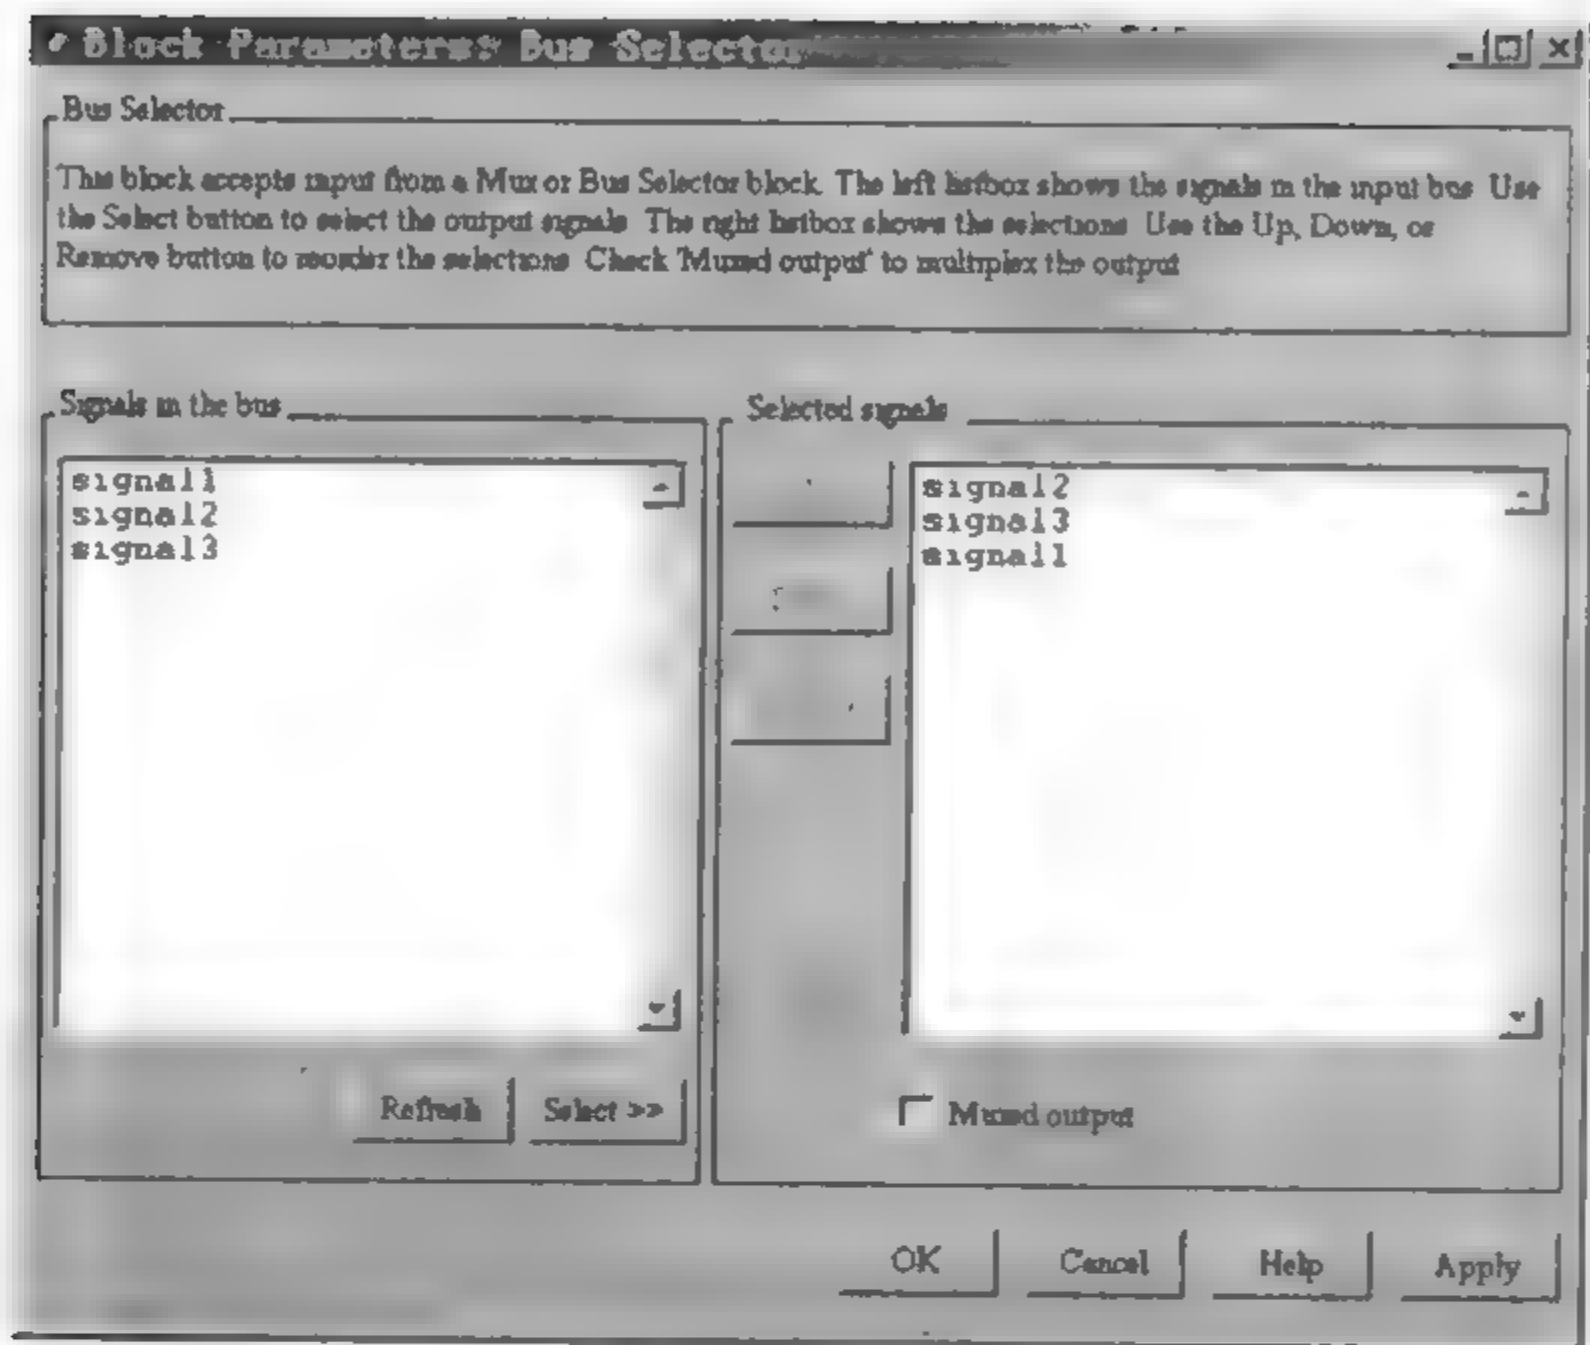 Block Parameters: Bus Selector
Bus Selector
This block accepts input from a Mux or Bus Selector block. The left listbox shows the signals in the input bus. Use
the Select button to select the output signals. The right listbox shows the selections. Use the Up, Down, or
Remove button to reorder the selections. Check 'Muxed output' to multiplex the output
Signals in the bus
signal1
signal2
signal3
Refresh
Select >>
Selected signals
signal2
signal3
signal1
Muxed output
OK
Cancel
Help
Apply